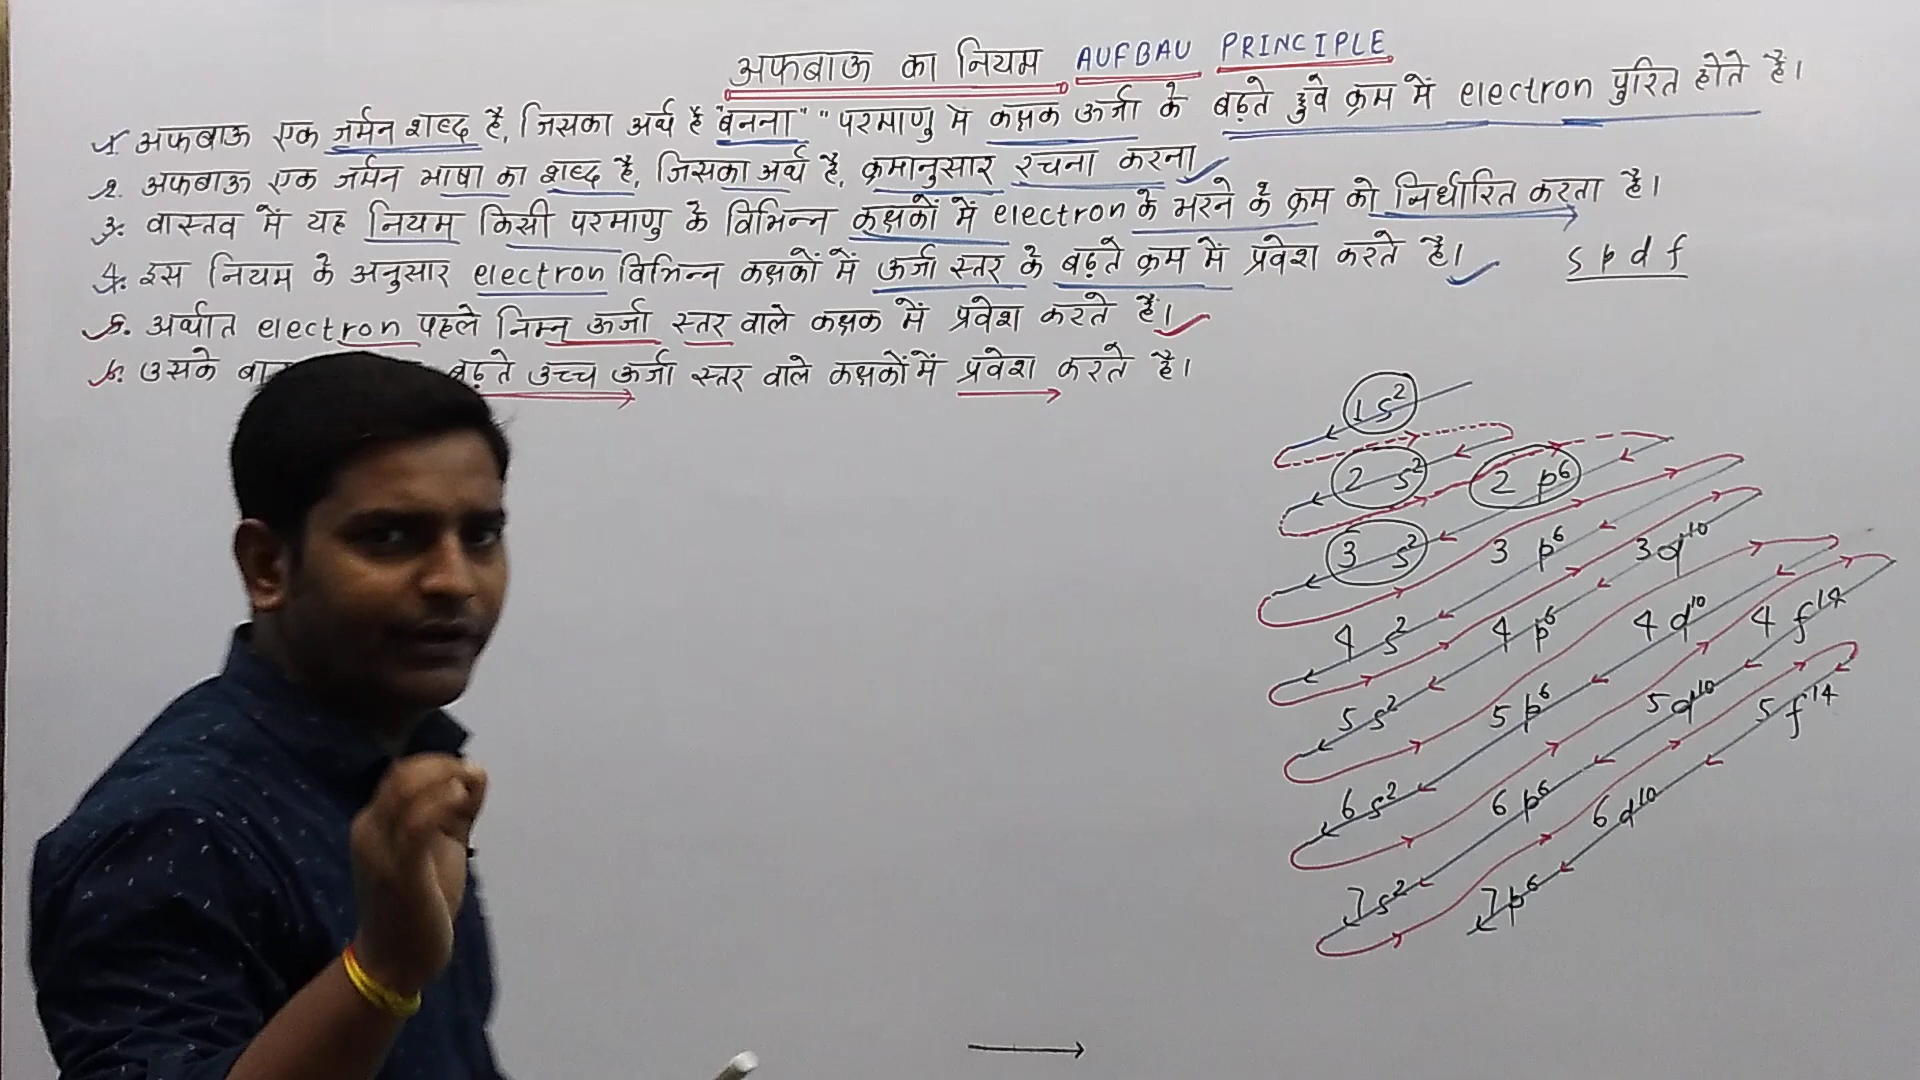 अफबाऊ का नियम AUFBAU PRINCIPLE
1. अफबाऊ एक जर्मन शब्द है, जिसका अर्थ है "बनना" "परमाणु में कक्षक ऊर्जा के बढ़ते हुवे क्रम में electron पुरित होते है।
2. अफबाऊ एक जर्मन भाषा का शब्द है, जिसका अर्थ है, क्रमानुसार रचना करना
3. वास्तव में यह नियम किसी परमाणु के विभिन्न कक्षकों में electron के भरने के क्रम को निर्धारित करता है।
4. इस नियम के अनुसार electron विभिन्न कक्षकों में ऊर्जा स्तर के बढ़ते क्रम में प्रवेश करते है।
s p d f
5. अर्थात electron पहले निम्न ऊर्जा स्तर वाले कक्षक में प्रवेश करते है।
6. उसके बढ़ते उच्च ऊर्जा स्तर वाले कक्षकों में प्रवेश करते है।
1s²
2s² 2p⁶
3s² 3p⁶ 3d¹⁰
4s² 4p⁶ 4d¹⁰ 4f¹⁴
5s² 5p⁶ 5d¹⁰ 5f¹⁴
6s² 6p⁶ 6d¹⁰
7s² 7p⁶